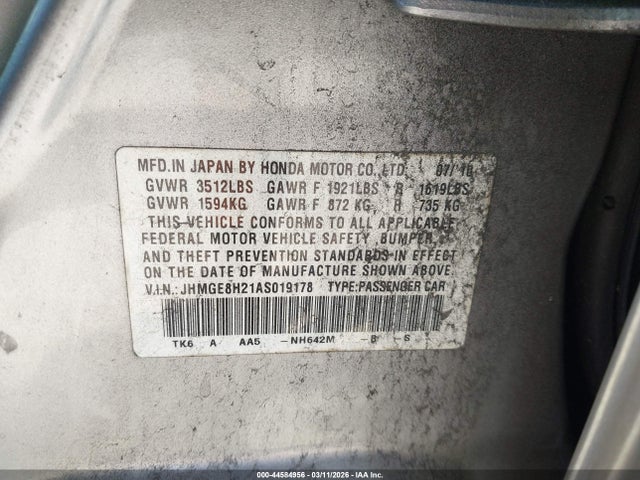 MFD. IN JAPAN BY HONDA MOTOR CO., LTD. 07/10
GVWR 3512LBS GAWR F 1921LBS R 1619LBS
GVWR 1594KG GAWR F 872 KG R 735 KG
THIS VEHICLE CONFORMS TO ALL APPLICABLE
FEDERAL MOTOR VEHICLE SAFETY, BUMPER,
AND THEFT PREVENTION STANDARDS IN EFFECT
ON THE DATE OF MANUFACTURE SHOWN ABOVE.
V.I.N.: JHMGE8H21AS019178 TYPE:PASSENGER CAR
TK6 A AA5 -NH642M -B -S
000-44584956 - 03/11/2026 - IAA Corp.